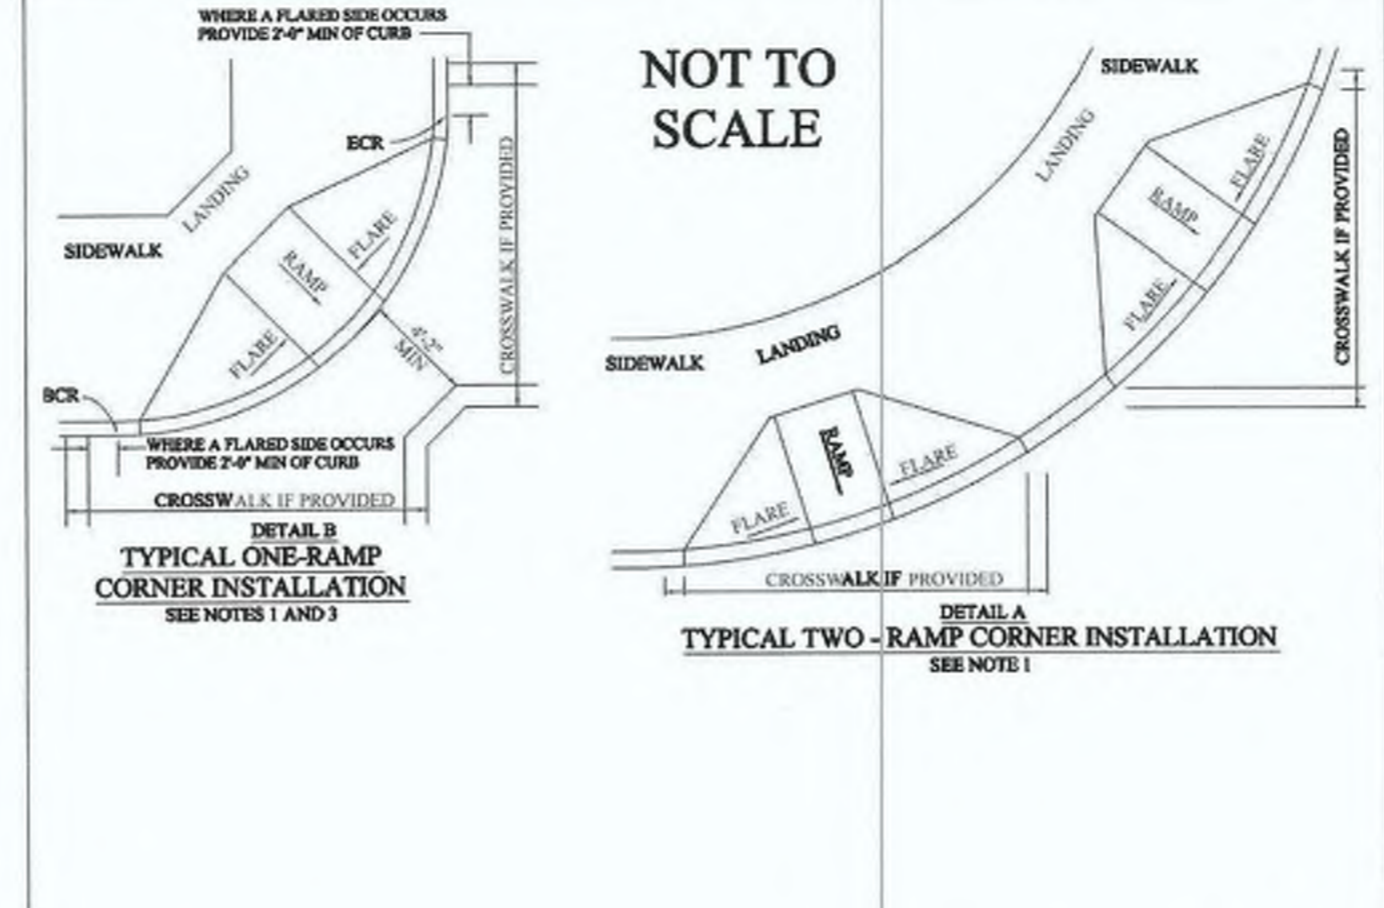 WHERE A FLARED SIDE OCCURS
PROVIDE 2'-0" MIN OF CURB
ECR
LANDING
SIDEWALK
FLARE
RAMP
FLARE
4'-2"
MIN
CROSSWALK IF PROVIDED
BCR
WHERE A FLARED SIDE OCCURS
PROVIDE 2'-0" MIN OF CURB
CROSSWALK IF PROVIDED
DETAIL B
TYPICAL ONE-RAMP
CORNER INSTALLATION
SEE NOTES 1 AND 3
NOT TO
SCALE
SIDEWALK
LANDING
FLARE
RAMP
FLARE
CROSSWALK IF PROVIDED
SIDEWALK
LANDING
RAMP
FLARE
FLARE
CROSSWALK IF PROVIDED
DETAIL A
TYPICAL TWO - RAMP CORNER INSTALLATION
SEE NOTE 1